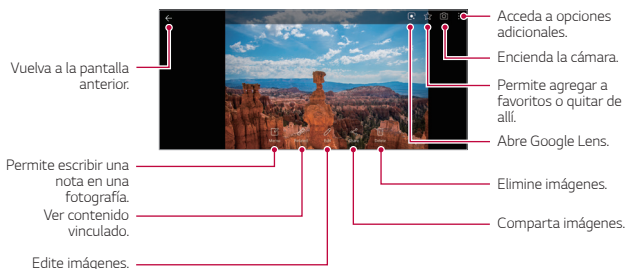 Acceda a opciones
adicionales.
Encienda la cámara.
Vuelva a la pantalla
anterior.
Permite agregar a
favoritos o quitar de
allí.
Abre Google Lens.
Permite escribir una
nota en una
fotografía.
Elimine imágenes.
Ver contenido
vinculado.
Comparta imágenes.
Edite imágenes.